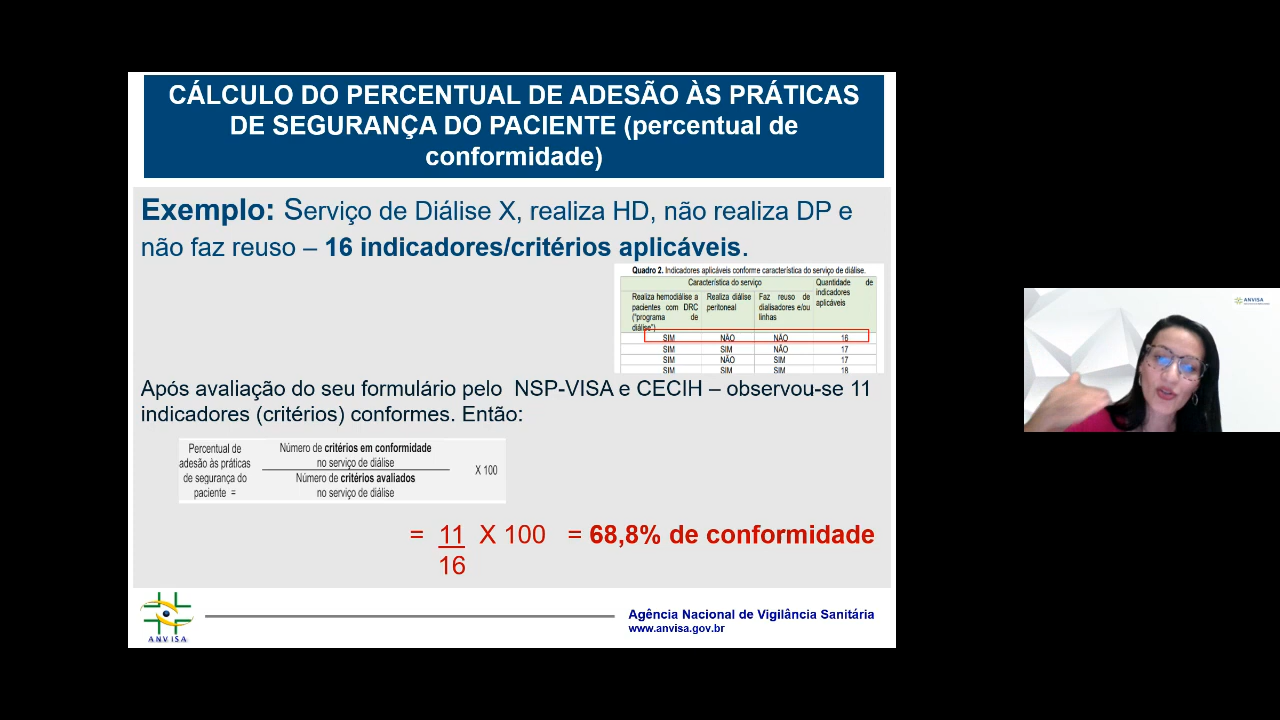 CÁLCULO DO PERCENTUAL DE ADESÃO ÀS PRÁTICAS
DE SEGURANÇA DO PACIENTE (percentual de
conformidade)
Exemplo: Serviço de Diálise X, realiza HD, não realiza DP e
não faz reuso – 16 indicadores/critérios aplicáveis.
Quadro 2. Indicadores aplicáveis conforme característica do serviço de diálise.
Característica do serviço
Quantidade de indicadores aplicáveis
Realiza hemodiálise a pacientes com DRC ("programa de diálise")
Realiza diálise peritoneal
Faz reuso de dialisadores e/ou linhas
SIM NÃO NÃO 16
SIM SIM NÃO 17
SIM NÃO SIM 17
SIM SIM SIM 18
Após avaliação do seu formulário pelo NSP-VISA e CECIH – observou-se 11
indicadores (critérios) conformes. Então:
Percentual de
adesão às práticas
de segurança do
paciente =
Número de critérios em conformidade
no serviço de diálise
Número de critérios avaliados
no serviço de diálise
X 100
= 11 X 100 = 68,8% de conformidade
16
ANVISA
Agência Nacional de Vigilância Sanitária
www.anvisa.gov.br
ANVISA